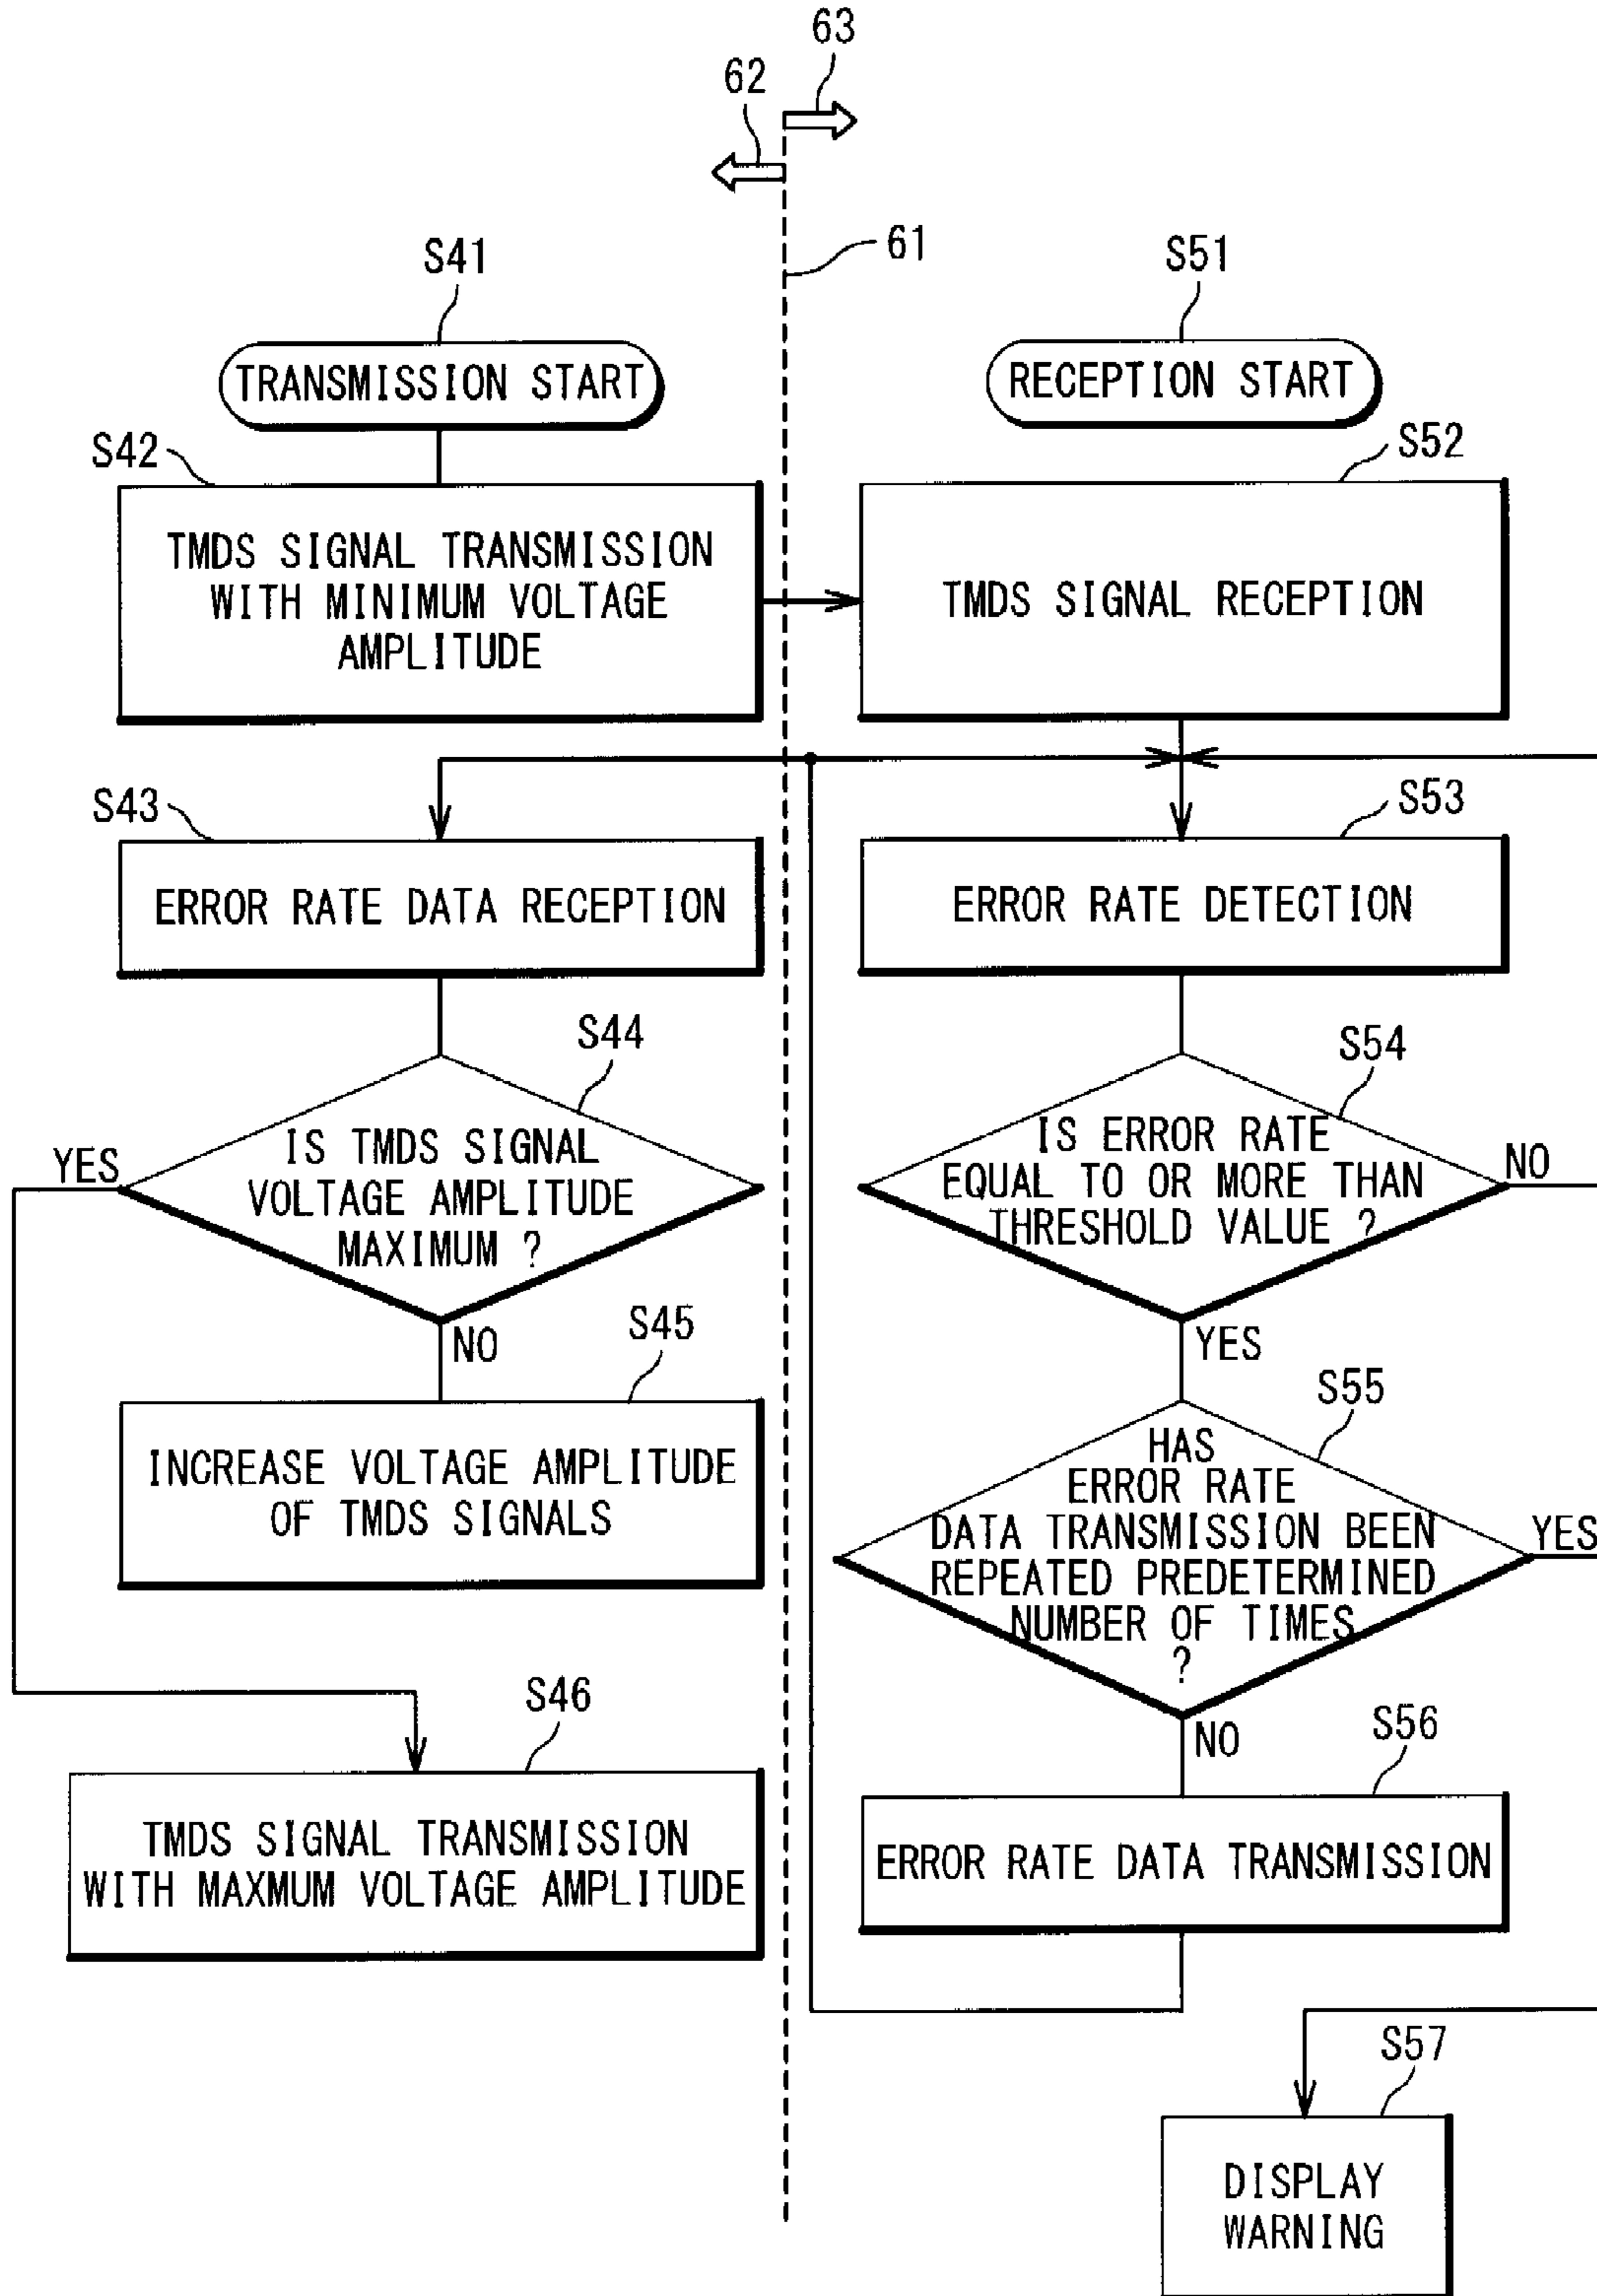 63
62
61
S41
TRANSMISSION START
S42
TMDS SIGNAL TRANSMISSION
WITH MINIMUM VOLTAGE
AMPLITUDE
S43
ERROR RATE DATA RECEPTION
S44
IS TMDS SIGNAL
VOLTAGE AMPLITUDE
MAXIMUM ?
YES
NO
S45
INCREASE VOLTAGE AMPLITUDE
OF TMDS SIGNALS
S46
TMDS SIGNAL TRANSMISSION
WITH MAXMUM VOLTAGE AMPLITUDE
S51
RECEPTION START
S52
TMDS SIGNAL RECEPTION
S53
ERROR RATE DETECTION
S54
IS ERROR RATE
EQUAL TO OR MORE THAN
THRESHOLD VALUE ?
NO
YES
S55
HAS
ERROR RATE
DATA TRANSMISSION BEEN
REPEATED PREDETERMINED
NUMBER OF TIMES
?
YES
NO
S56
ERROR RATE DATA TRANSMISSION
S57
DISPLAY
WARNING